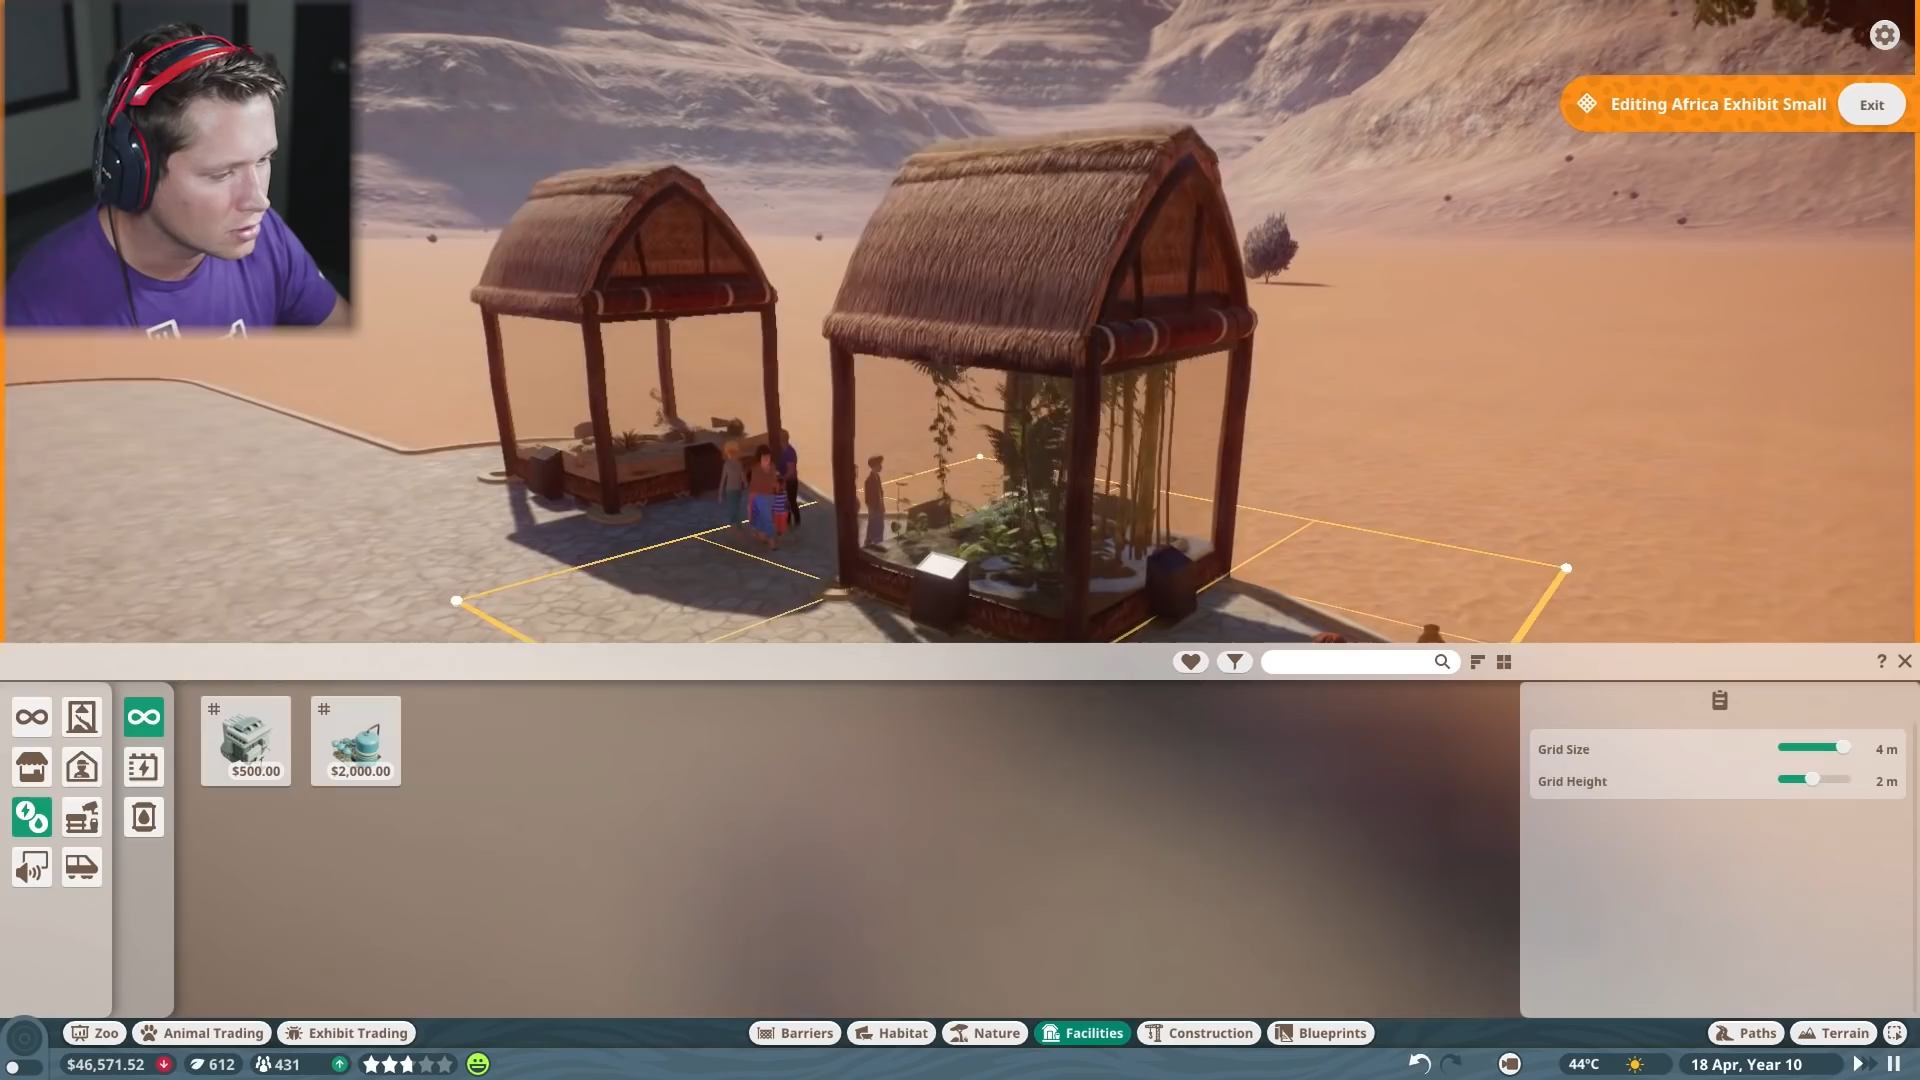 Editing Africa Exhibit Small
Exit
?
$500.00
$2,000.00
Grid Size
4 m
Grid Height
2 m
Zoo
Animal Trading
Exhibit Trading
Barriers
Habitat
Nature
Facilities
Construction
Blueprints
Paths
Terrain
$46,571.52
612
431
44°C
18 Apr, Year 10